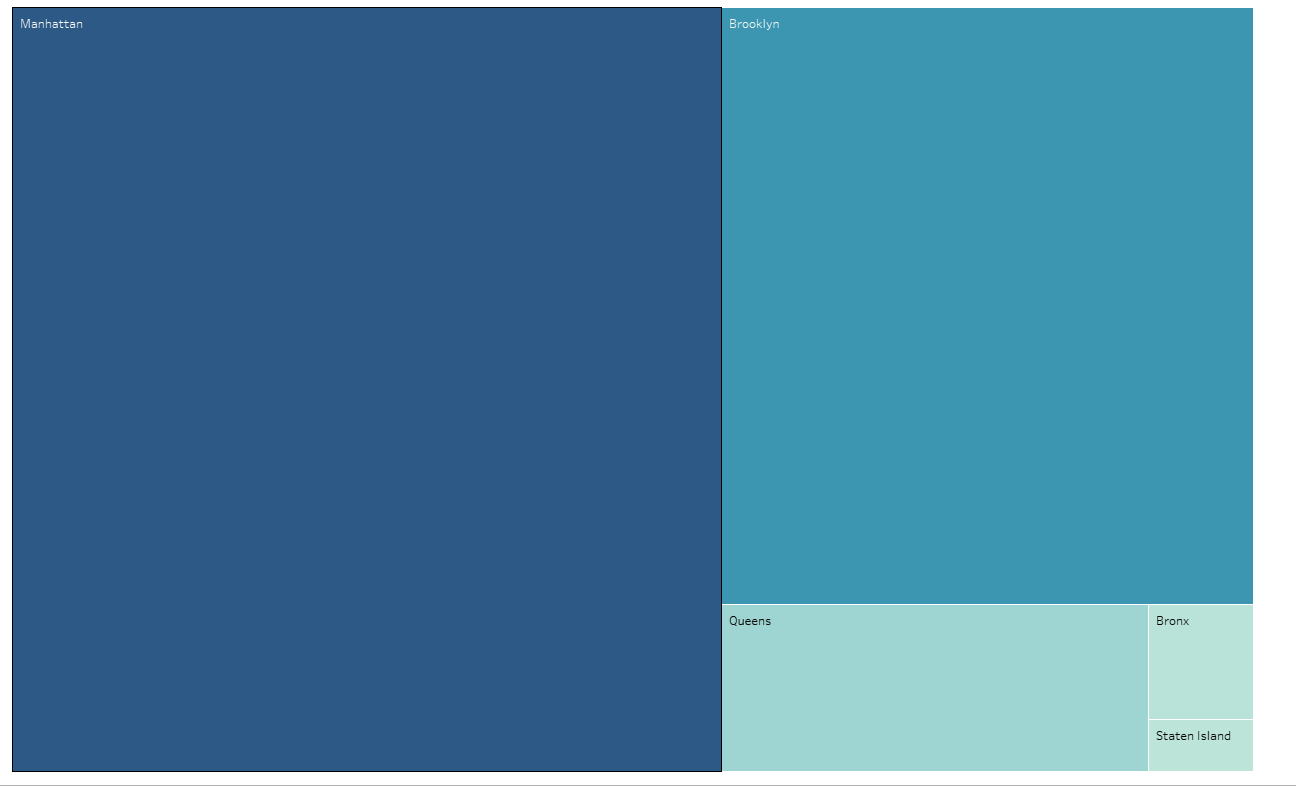 Manhattan
Brooklyn
Queens
Bronx
Staten Island